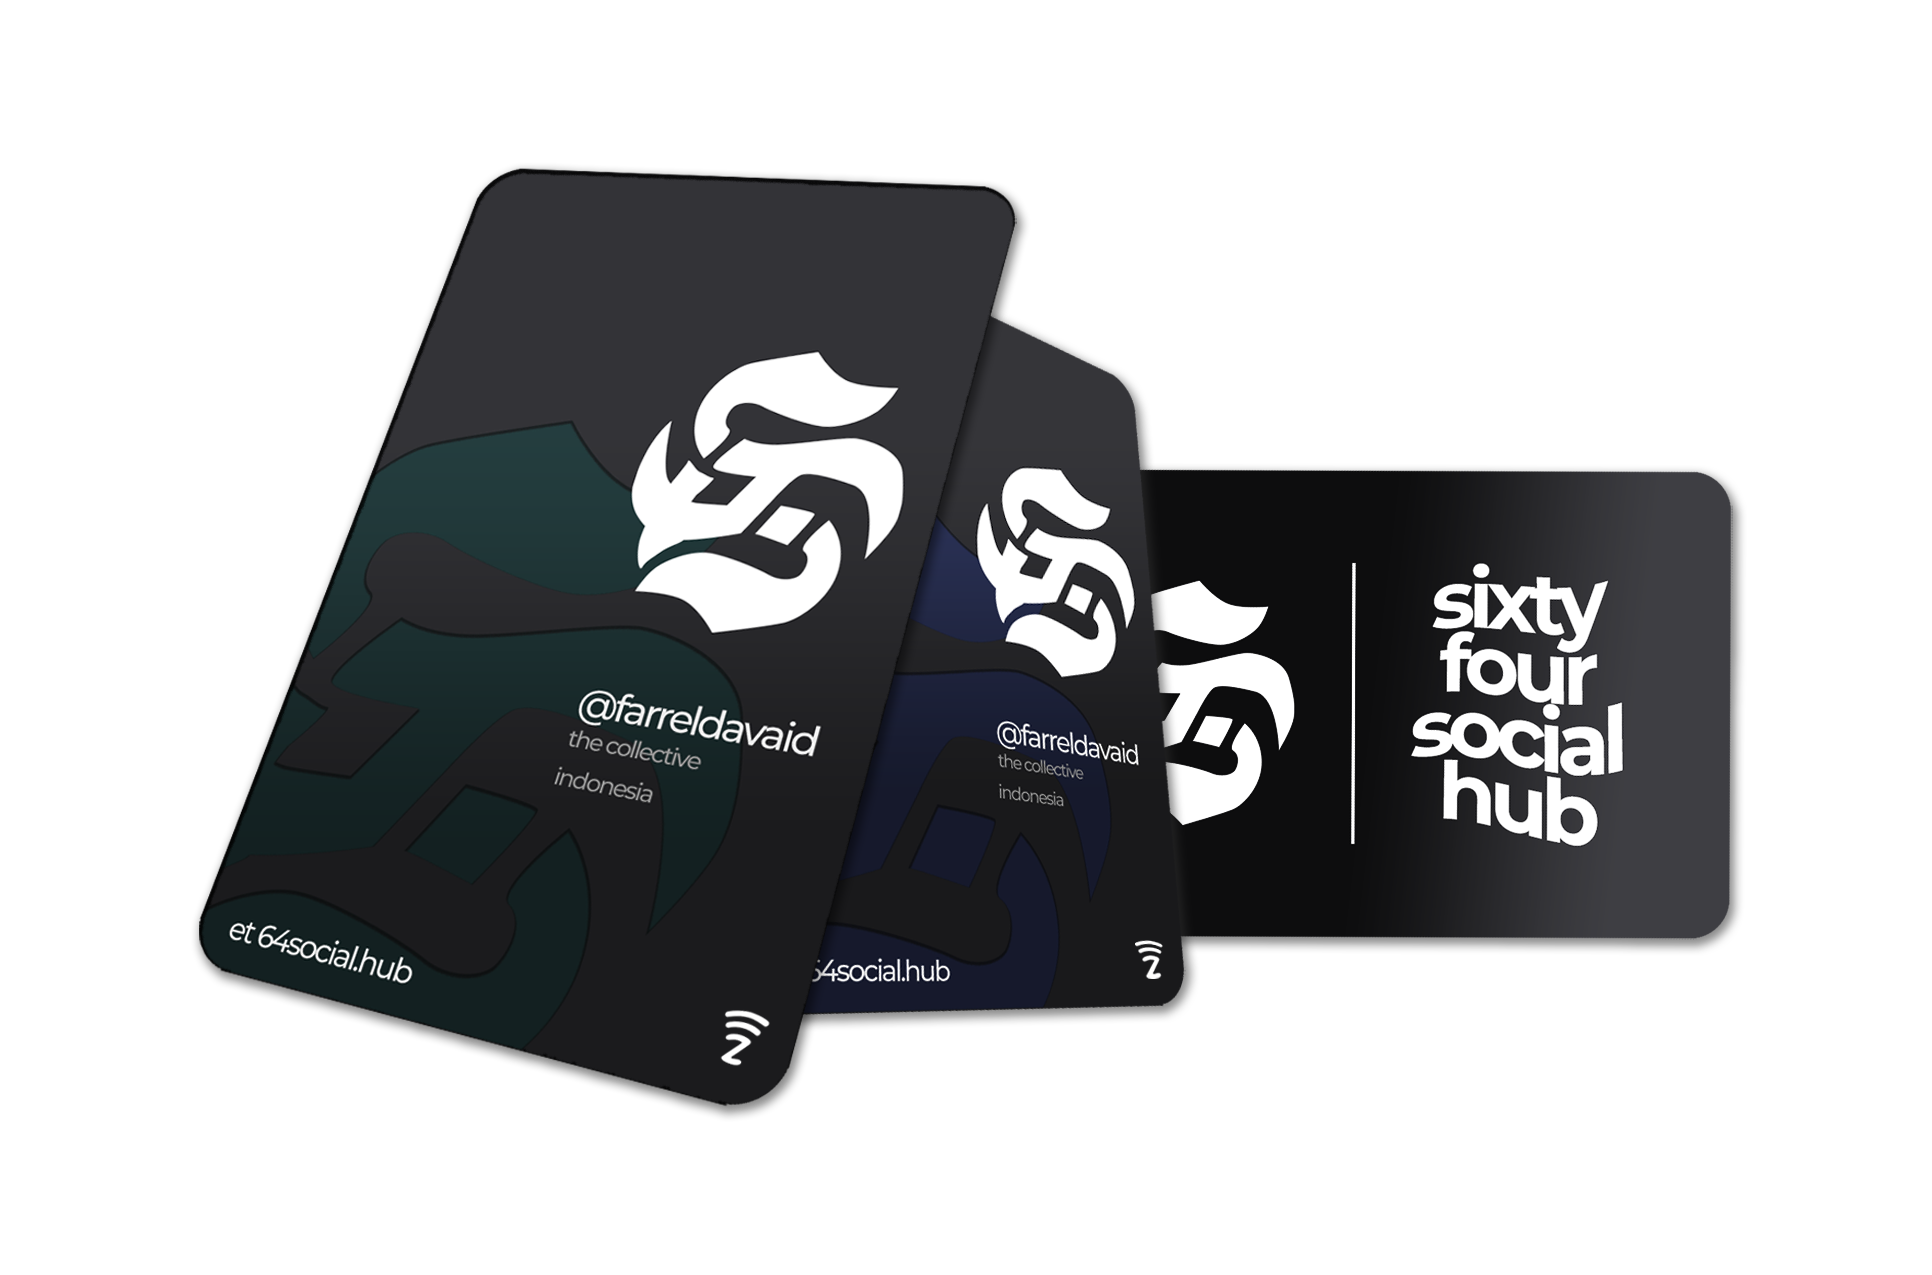 @farreldavaid
the collective
indonesia
et 64social.hub
@farreldavaid
the collective
indonesia
64social.hub
sixty
four
social
hub